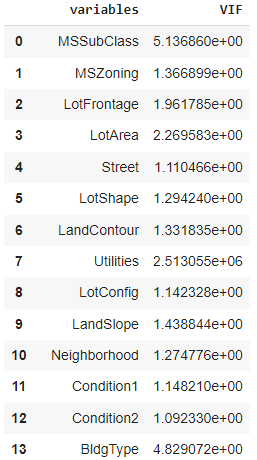 variables VIF
0 MSSubClass 5.136860e+00
1 MSZoning 1.366899e+00
2 LotFrontage 1.961785e+00
3 LotArea 2.269583e+00
4 Street 1.110466e+00
5 LotShape 1.294240e+00
6 LandContour 1.331835e+00
7 Utilities 2.513055e+06
8 LotConfig 1.142328e+00
9 LandSlope 1.438844e+00
10 Neighborhood 1.274776e+00
11 Condition1 1.148210e+00
12 Condition2 1.092330e+00
13 BldgType 4.829072e+00